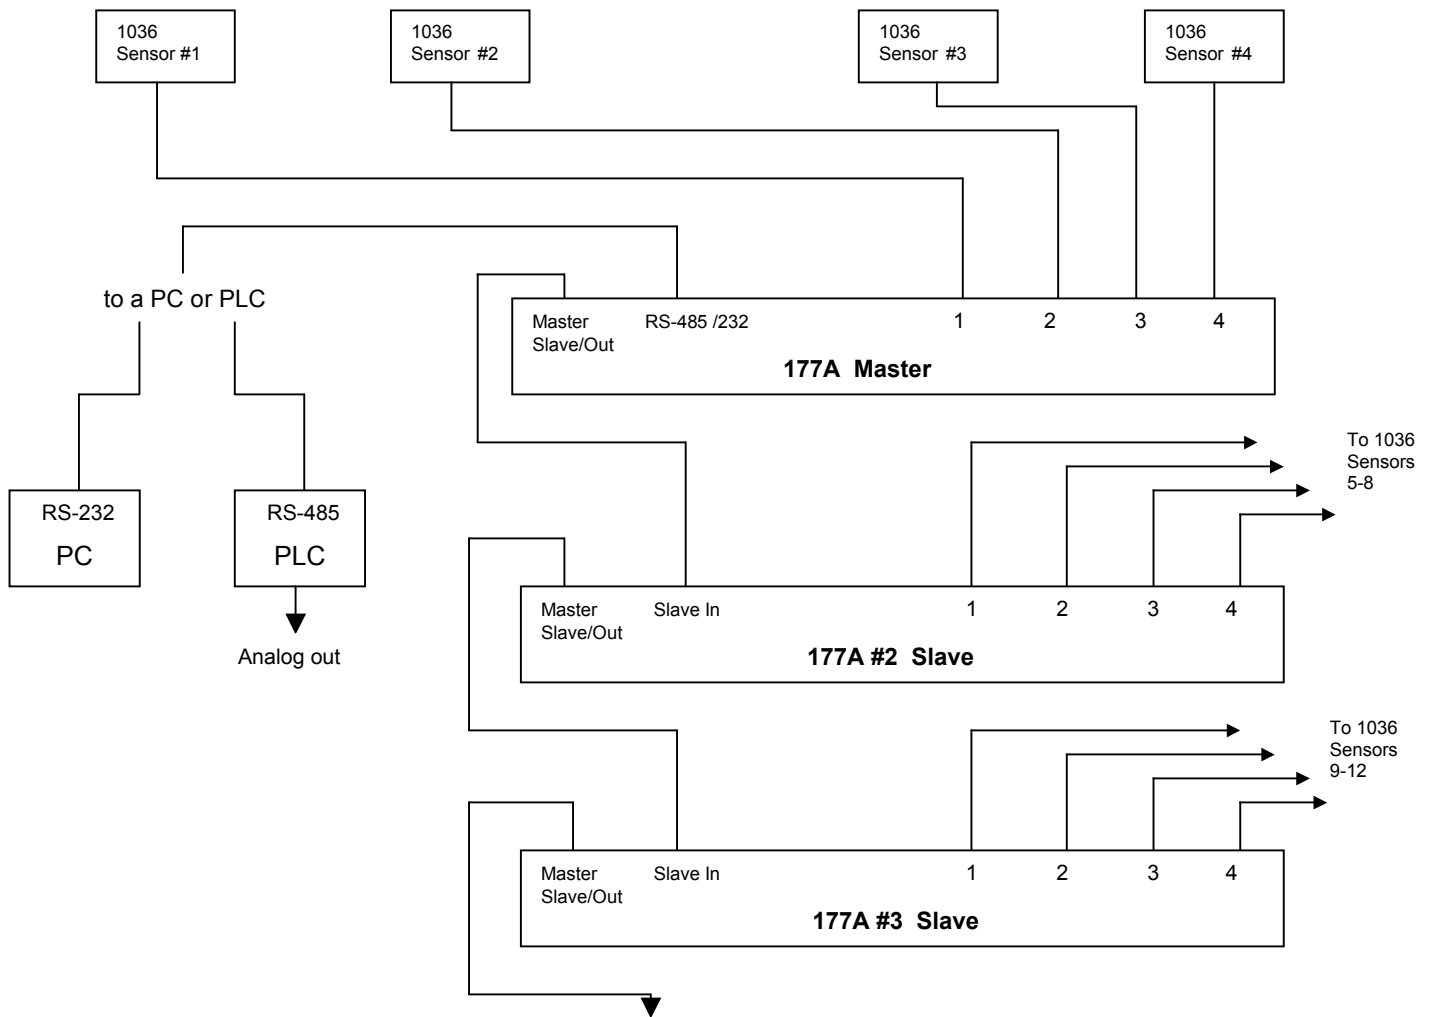 1036
Sensor #1
1036
Sensor #2
1036
Sensor #3
1036
Sensor #4
to a PC or PLC
Master
Slave/Out
RS-485 /232
1
2
3
4
177A Master
To 1036
Sensors
5-8
RS-232
PC
RS-485
PLC
Analog out
Master
Slave/Out
Slave In
1
2
3
4
177A #2 Slave
To 1036
Sensors
9-12
Master
Slave/Out
Slave In
1
2
3
4
177A #3 Slave